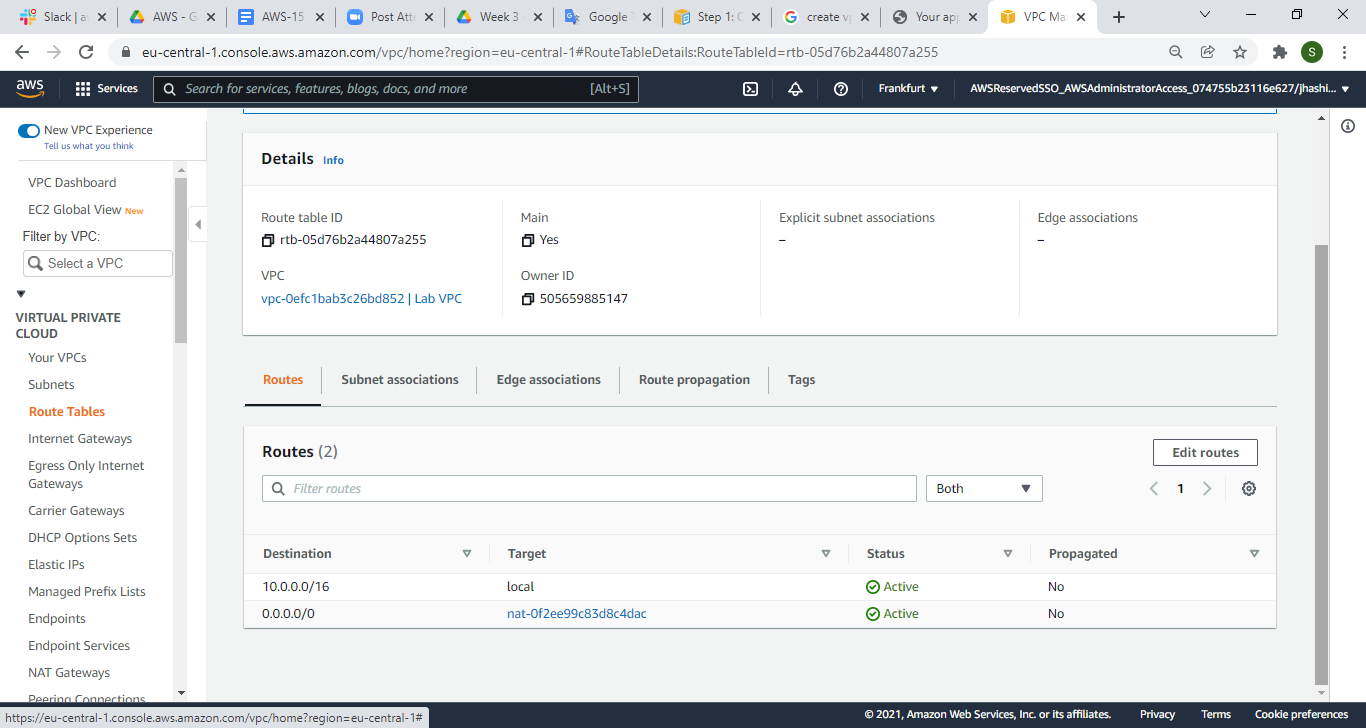 Slack | a
AWS - G
AWS-15
Post Atte
Week 3 -
Google T
Step 1: C
create vp
Your app
VPC Ma
eu-central-1.console.aws.amazon.com/vpc/home?region=eu-central-1#RouteTableDetails:RouteTableId=rtb-05d76b2a44807a255
S
aws
Services
Search for services, features, blogs, docs, and more
[Alt+S]
Frankfurt
AWSReservedSSO_AWSAdministratorAccess_074755b23116e627/jhashi...
New VPC Experience
Tell us what you think
VPC Dashboard
EC2 Global View New
Filter by VPC:
Select a VPC
VIRTUAL PRIVATE
CLOUD
Your VPCs
Subnets
Route Tables
Internet Gateways
Egress Only Internet
Gateways
Carrier Gateways
DHCP Options Sets
Elastic IPs
Managed Prefix Lists
Endpoints
Endpoint Services
NAT Gateways
Peering Connections
Details Info
Route table ID
rtb-05d76b2a44807a255
Main
Yes
Explicit subnet associations
–
Edge associations
–
VPC
vpc-0efc1bab3c26bd852 | Lab VPC
Owner ID
505659885147
Routes
Subnet associations
Edge associations
Route propagation
Tags
Routes (2)
Edit routes
Filter routes
Both
1
Destination Target Status Propagated
10.0.0.0/16 local Active No
0.0.0.0/0 nat-0f2ee99c83d8c4dac Active No
https://eu-central-1.console.aws.amazon.com/vpc/home?region=eu-central-1#
© 2021, Amazon Web Services, Inc. or its affiliates.
Privacy
Terms
Cookie preferences